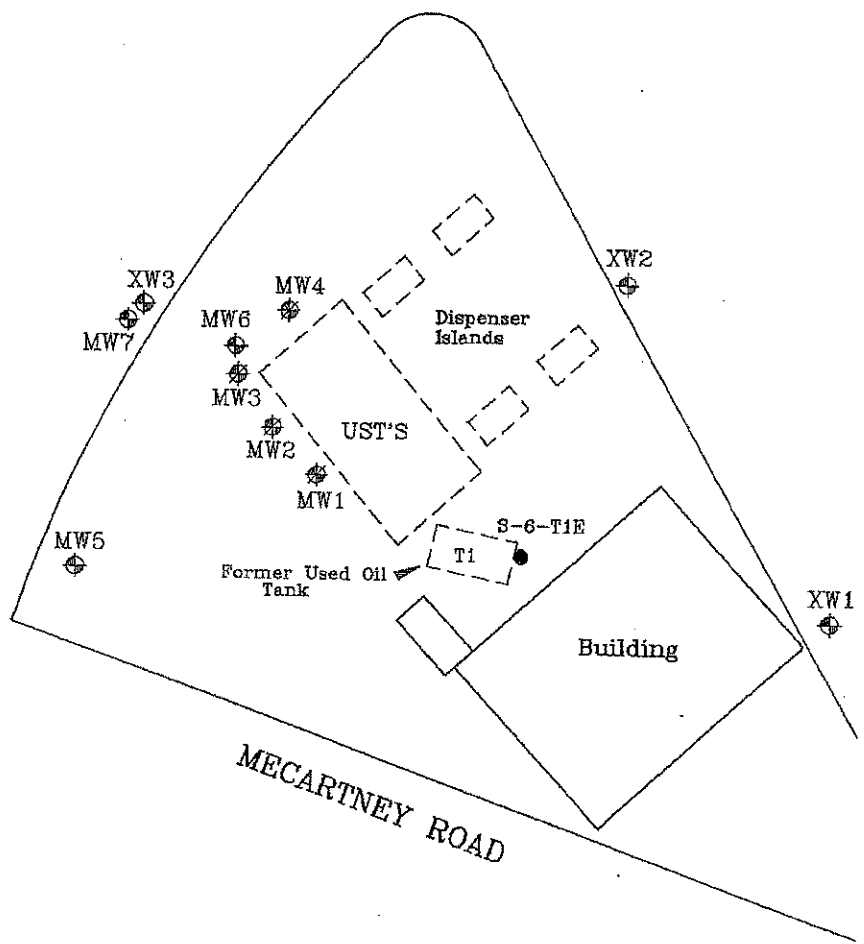 XW2
XW3
MW4
MW7
MW6
Dispenser
Islands
MW3
UST'S
MW2
MW1
S-6-T1E
MW5
T1
Former Used Oil
Tank
XW1
Building
MECARTNEY ROAD